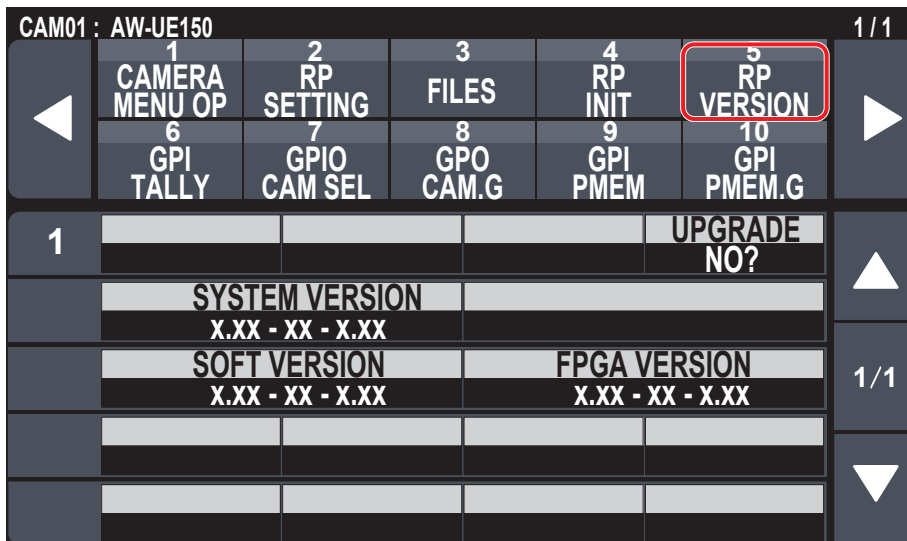 CAM01 : AW-UE150 1 / 1
1 2 3 4 5
CAMERA MENU OP RP SETTING FILES RP INIT RP VERSION
6 7 8 9 10
GPI TALLY GPIO CAM SEL GPO CAM.G GPI PMEM GPI PMEM.G
1 UPGRADE
NO?
SYSTEM VERSION
X.XX - XX - X.XX
SOFT VERSION FPGA VERSION
X.XX - XX - X.XX X.XX - XX - X.XX
1/1